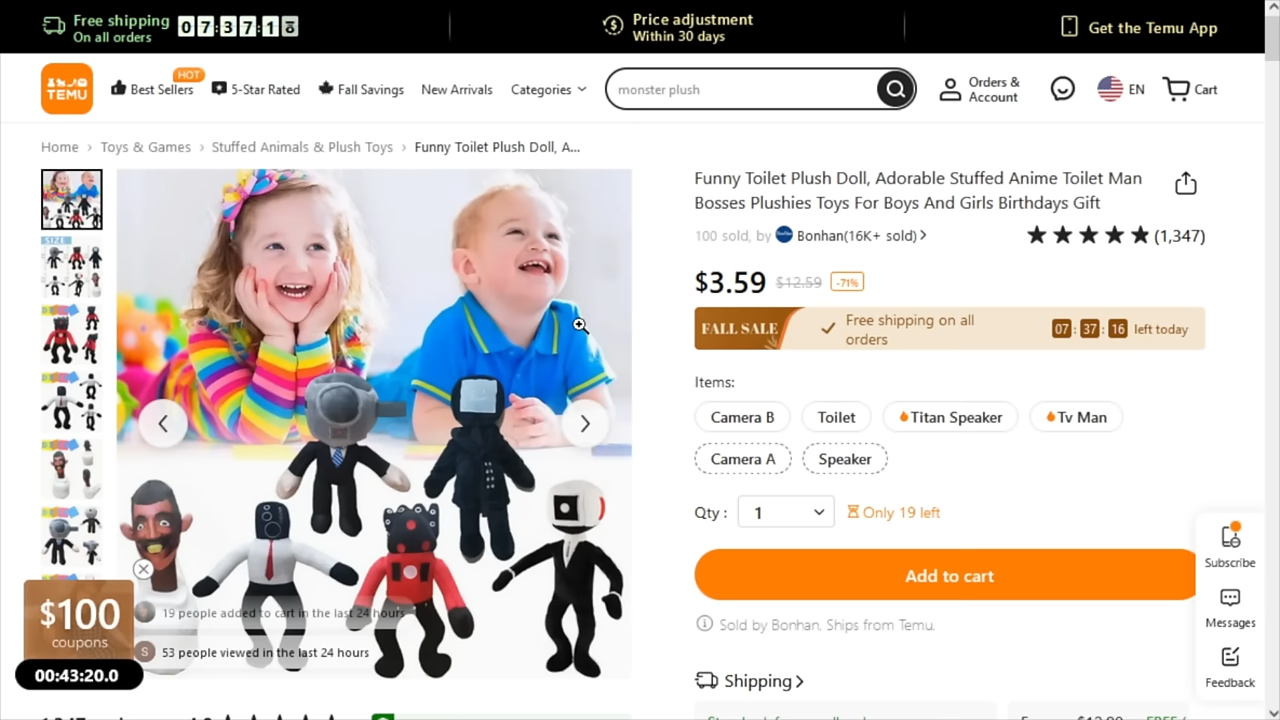 Free shipping
On all orders
07:37:18
Price adjustment
Within 30 days
Get the Temu App
TEMU
Best Sellers
HOT
5-Star Rated
Fall Savings
New Arrivals
Categories
monster plush
Orders &
Account
EN
Cart
Home > Toys & Games > Stuffed Animals & Plush Toys > Funny Toilet Plush Doll, A...
Funny Toilet Plush Doll, Adorable Stuffed Anime Toilet Man
Bosses Plushies Toys For Boys And Girls Birthdays Gift
100 sold, by Bonhan(16K+ sold) >
(1,347)
$3.59 $12.59 -71%
FALL SALE
Free shipping on all
orders
07 : 37 : 16 left today
Items:
Camera B
Toilet
Titan Speaker
Tv Man
Camera A
Speaker
Qty : 1
Only 19 left
Add to cart
Sold by Bonhan. Ships from Temu.
Shipping >
SIZE
19 people added to cart in the last 24 hours
S
53 people viewed in the last 24 hours
$100
coupons
00:43:20.0
Subscribe
Messages
Feedback